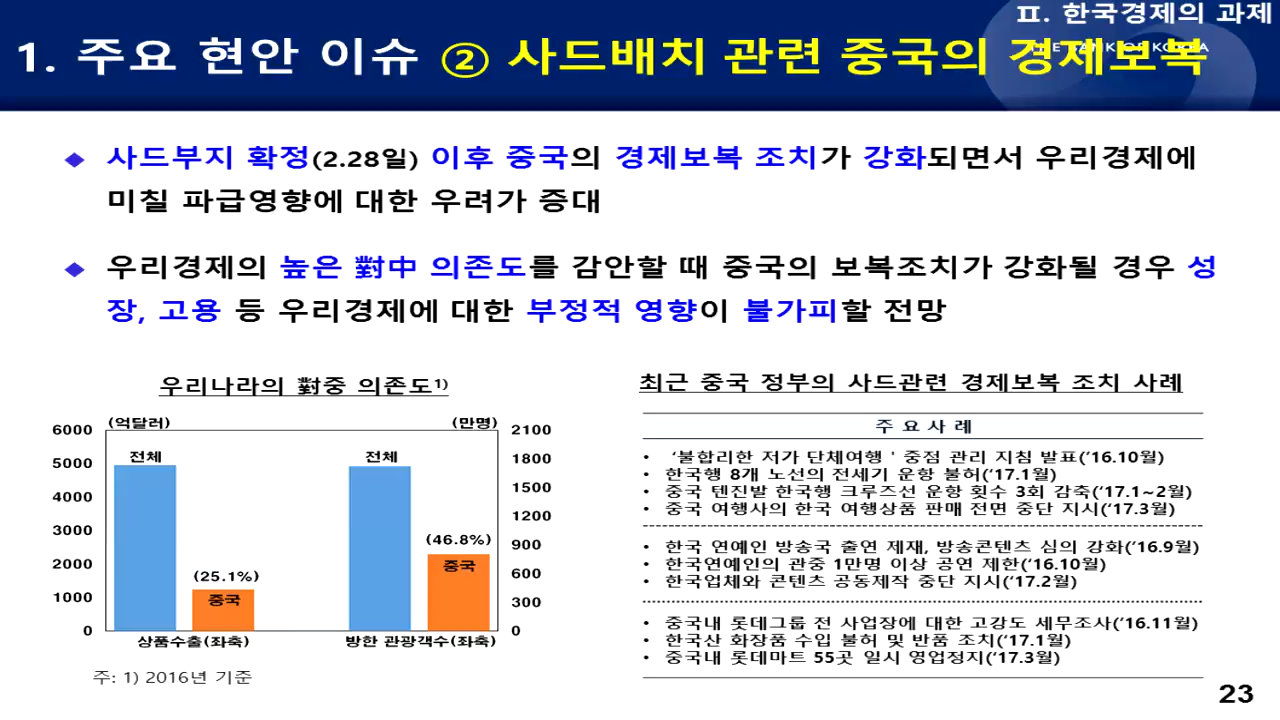 Ⅱ. 한국경제의 과제
THE BANK OF KOREA
1. 주요 현안 이슈 ② 사드배치 관련 중국의 경제보복
◆ 사드부지 확정(2.28일) 이후 중국의 경제보복 조치가 강화되면서 우리경제에
미칠 파급영향에 대한 우려가 증대
◆ 우리경제의 높은 對中 의존도를 감안할 때 중국의 보복조치가 강화될 경우 성
장, 고용 등 우리경제에 대한 부정적 영향이 불가피할 전망
우리나라의 對중 의존도1)
(억달러)
(만명)
6000
5000
4000
3000
2000
1000
0
2100
1800
1500
1200
900
600
300
0
전체
(25.1%)
중국
전체
(46.8%)
중국
상품수출(좌축)
방한 관광객수(좌축)
주: 1) 2016년 기준
최근 중국 정부의 사드관련 경제보복 조치 사례
주 요 사 례
• ‘불합리한 저가 단체여행 ' 중점 관리 지침 발표(‘16.10월)
• 한국행 8개 노선의 전세기 운항 불허(‘17.1월)
• 중국 텐진발 한국행 크루즈선 운항 횟수 3회 감축(‘17.1~2월)
• 중국 여행사의 한국 여행상품 판매 전면 중단 지시(‘17.3월)
• 한국 연예인 방송국 출연 제재, 방송콘텐츠 심의 강화(‘16.9월)
• 한국연예인의 관중 1만명 이상 공연 제한(‘16.10월)
• 한국업체와 콘텐츠 공동제작 중단 지시(‘17.2월)
• 중국내 롯데그룹 전 사업장에 대한 고강도 세무조사(‘16.11월)
• 한국산 화장품 수입 불허 및 반품 조치(‘17.1월)
• 중국내 롯데마트 55곳 일시 영업정지(‘17.3월)
23